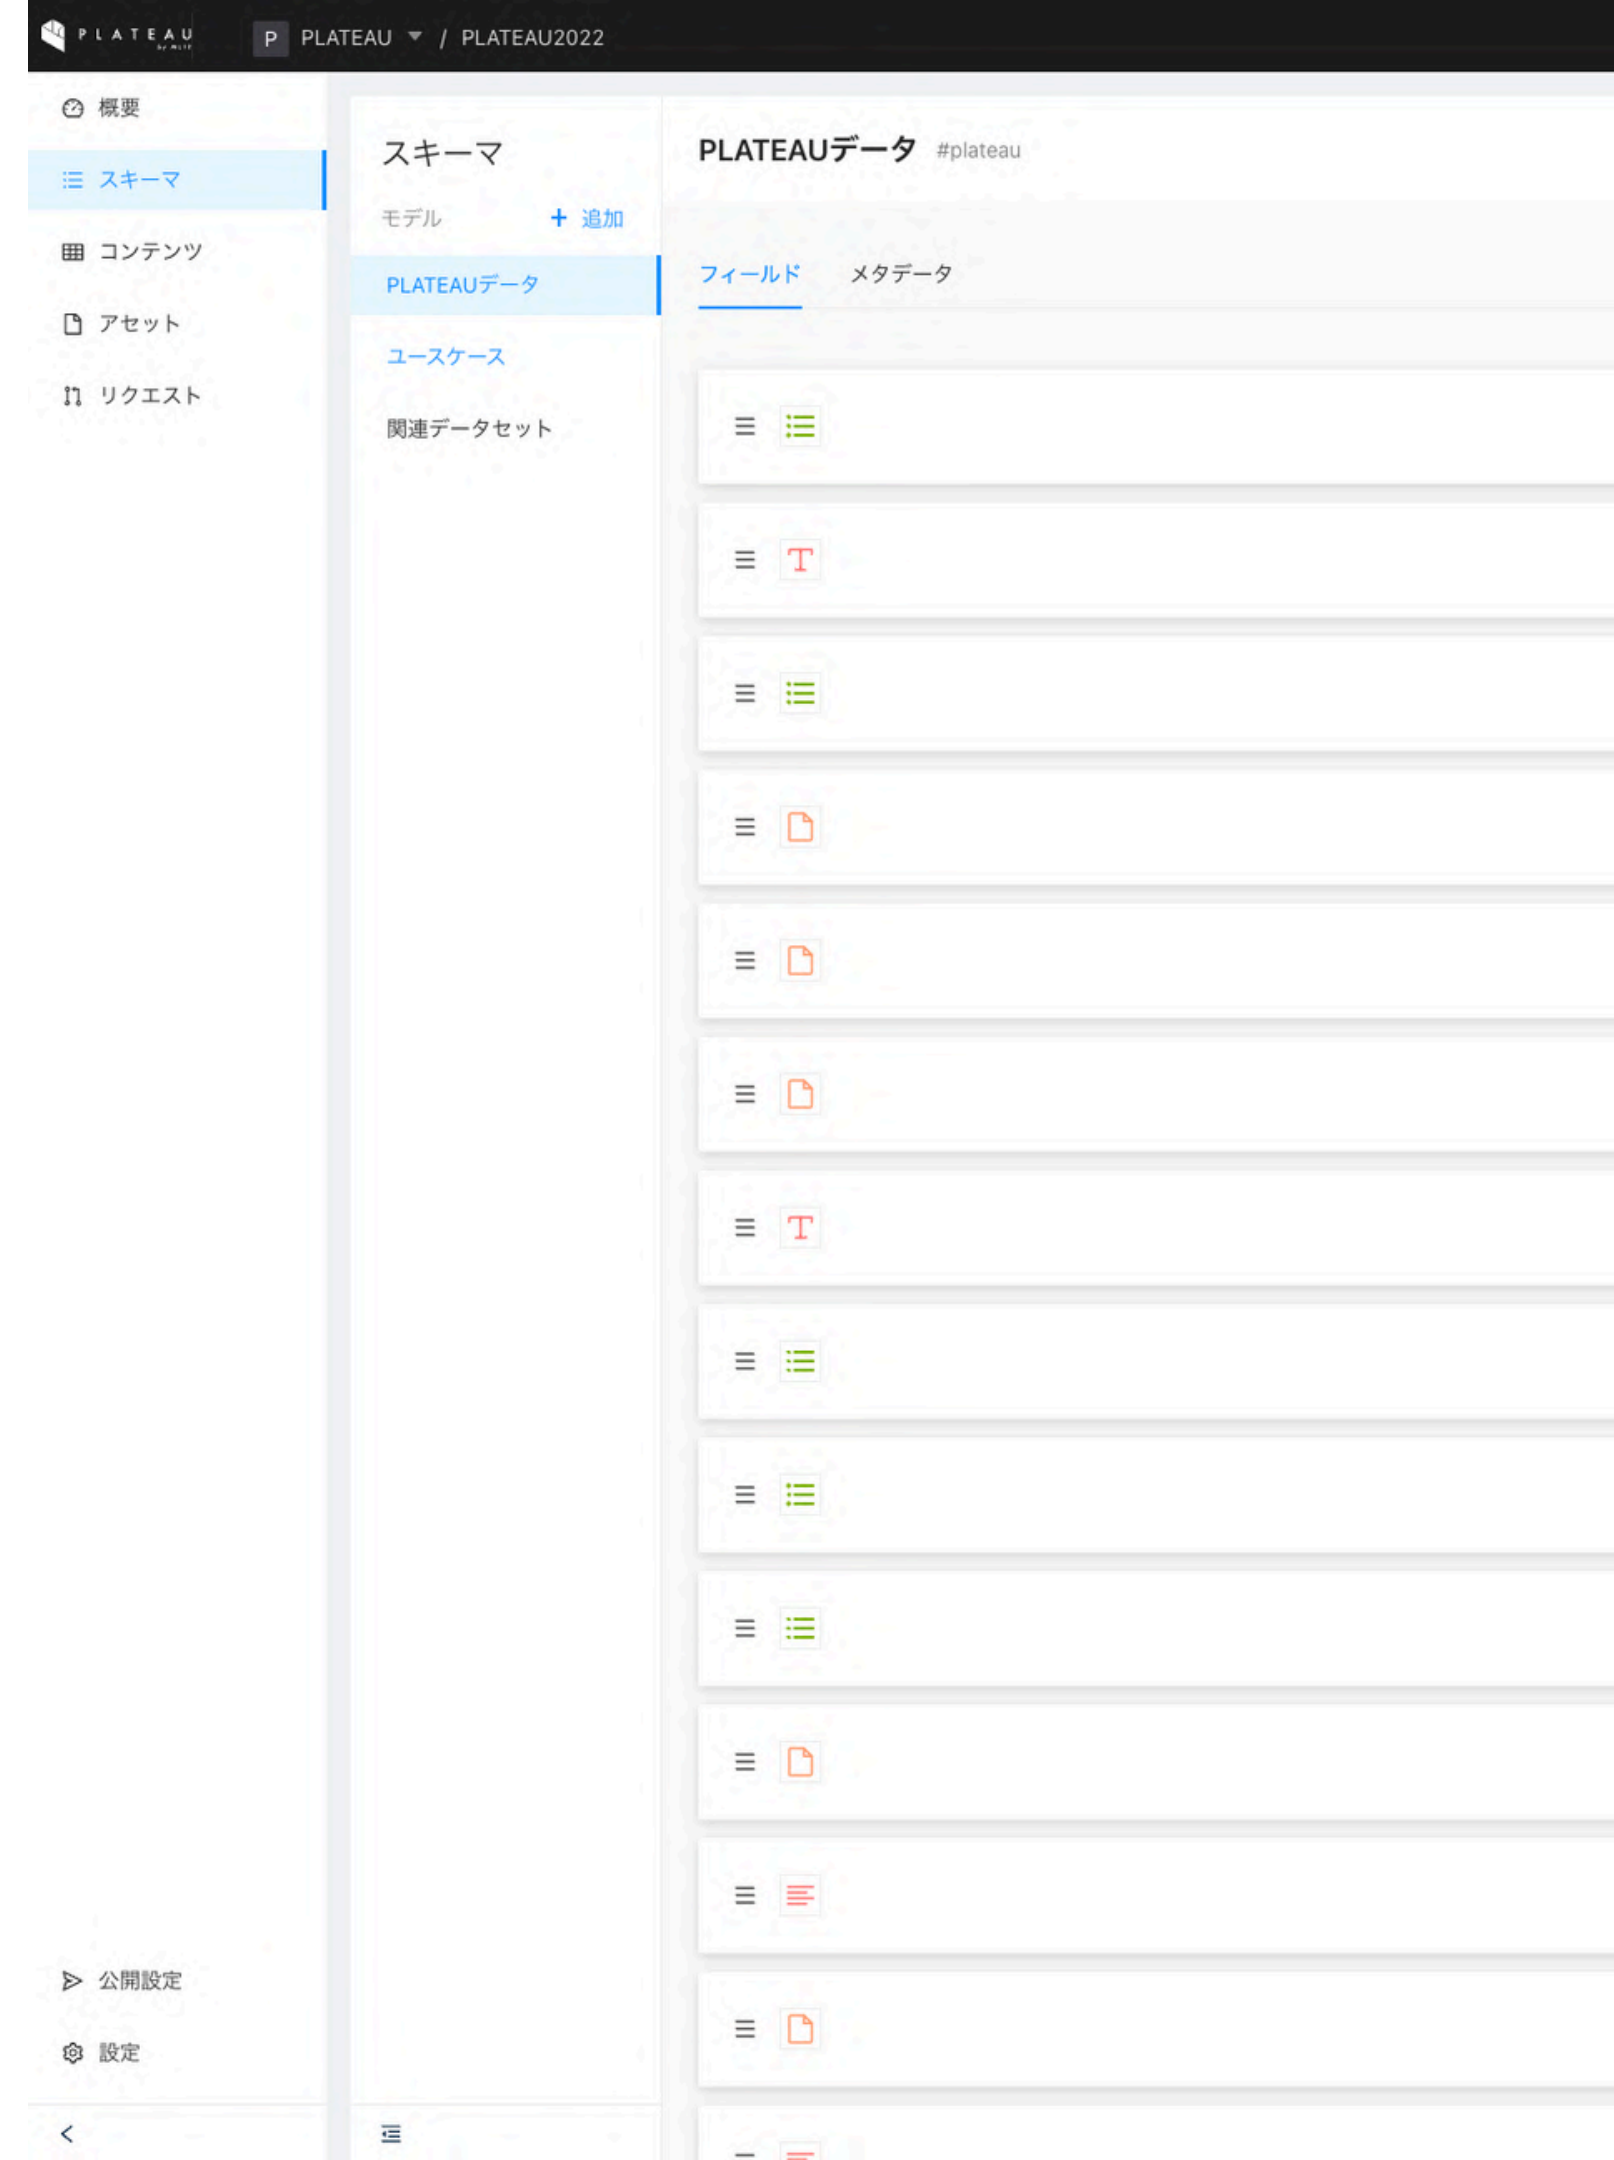 PLATEAU
by MLIT
P PLATEAU / PLATEAU2022
概要
スキーマ
コンテンツ
アセット
リクエスト
公開設定
設定
スキーマ
モデル + 追加
PLATEAUデータ
ユースケース
関連データセット
PLATEAUデータ #plateau
フィールド メタデータ